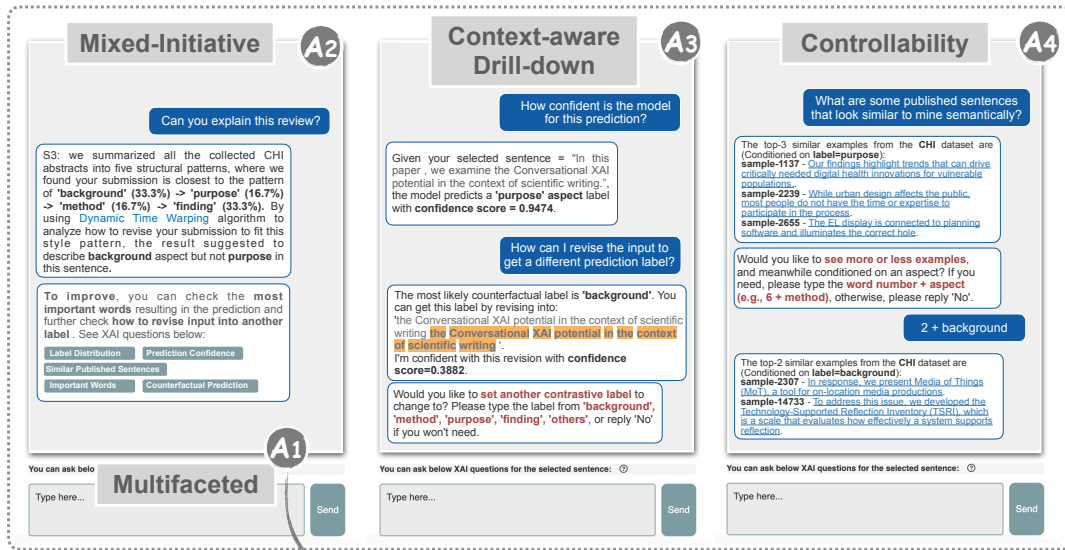 Mixed-Initiative
A2
Can you explain this review?
S3: we summarized all the collected CHI
abstracts into five structural patterns, where we
found your submission is closest to the pattern
of 'background' (33.3%) -> 'purpose' (16.7%)
-> 'method' (16.7%) -> 'finding' (33.3%). By
using Dynamic Time Warping algorithm to
analyze how to revise your submission to fit this
style pattern, the result suggested to
describe background aspect but not purpose in
this sentence.
To improve, you can check the most
important words resulting in the prediction and
further check how to revise input into another
label . See XAI questions below:
Label Distribution
Prediction Confidence
Similar Published Sentences
Important Words
Counterfactual Prediction
A1
You can ask belo
Multifaceted
Type here...
Send
Context-aware
Drill-down
A3
How confident is the model
for this prediction?
Given your selected sentence = "In this
paper , we examine the Conversational XAI
potential in the context of scientific writing.",
the model predicts a 'purpose' aspect label
with confidence score = 0.9474.
How can I revise the input to
get a different prediction label?
The most likely counterfactual label is 'background'. You
can get this label by revising into:
'the Conversational XAI potential in the context of scientific
writing the Conversational XAI potential in the context
of scientific writing '.
I'm confident with this revision with confidence
score=0.3882.
Would you like to set another contrastive label to
change to? Please type the label from 'background',
'method', 'purpose', 'finding', 'others', or reply 'No'
if you won't need.
You can ask below XAI questions for the selected sentence: ?
Type here...
Send
Controllability
A4
What are some published sentences
that look similar to mine semantically?
The top-3 similar examples from the CHI dataset are
(Conditioned on label=purpose):
sample-1137 - Our findings highlight trends that can drive
critically needed digital health innovations for vulnerable
populations..
sample-2239 - While urban design affects the public,
most people do not have the time or expertise to
participate in the process.
sample-2655 - The EL display is connected to planning
software and illuminates the correct hole.
Would you like to see more or less examples,
and meanwhile conditioned on an aspect? If you
need, please type the word number + aspect
(e.g., 6 + method), otherwise, please reply 'No'.
2 + background
The top-2 similar examples from the CHI dataset are
(Conditioned on label=background):
sample-2307 - In response, we present Media of Things
(MoT), a tool for on-location media productions.
sample-14733 - To address this issue, we developed the
Technology-Supported Reflection Inventory (TSRI), which
is a scale that evaluates how effectively a system supports
reflection.
You can ask below XAI questions for the selected sentence: ?
Type here...
Send